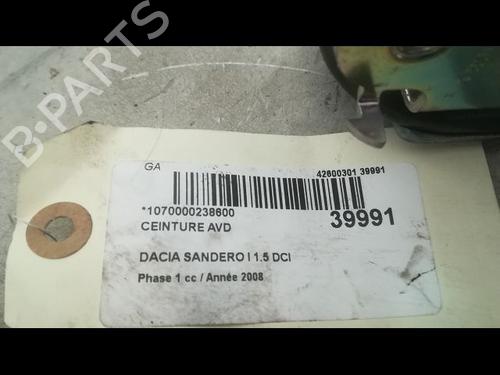 B-PARTS
GA
42600301 39991
*1070000238600
39991
CEINTURE AVD
DACIA SANDERO I 1.5 DCI
Phase 1 cc / Année 2008